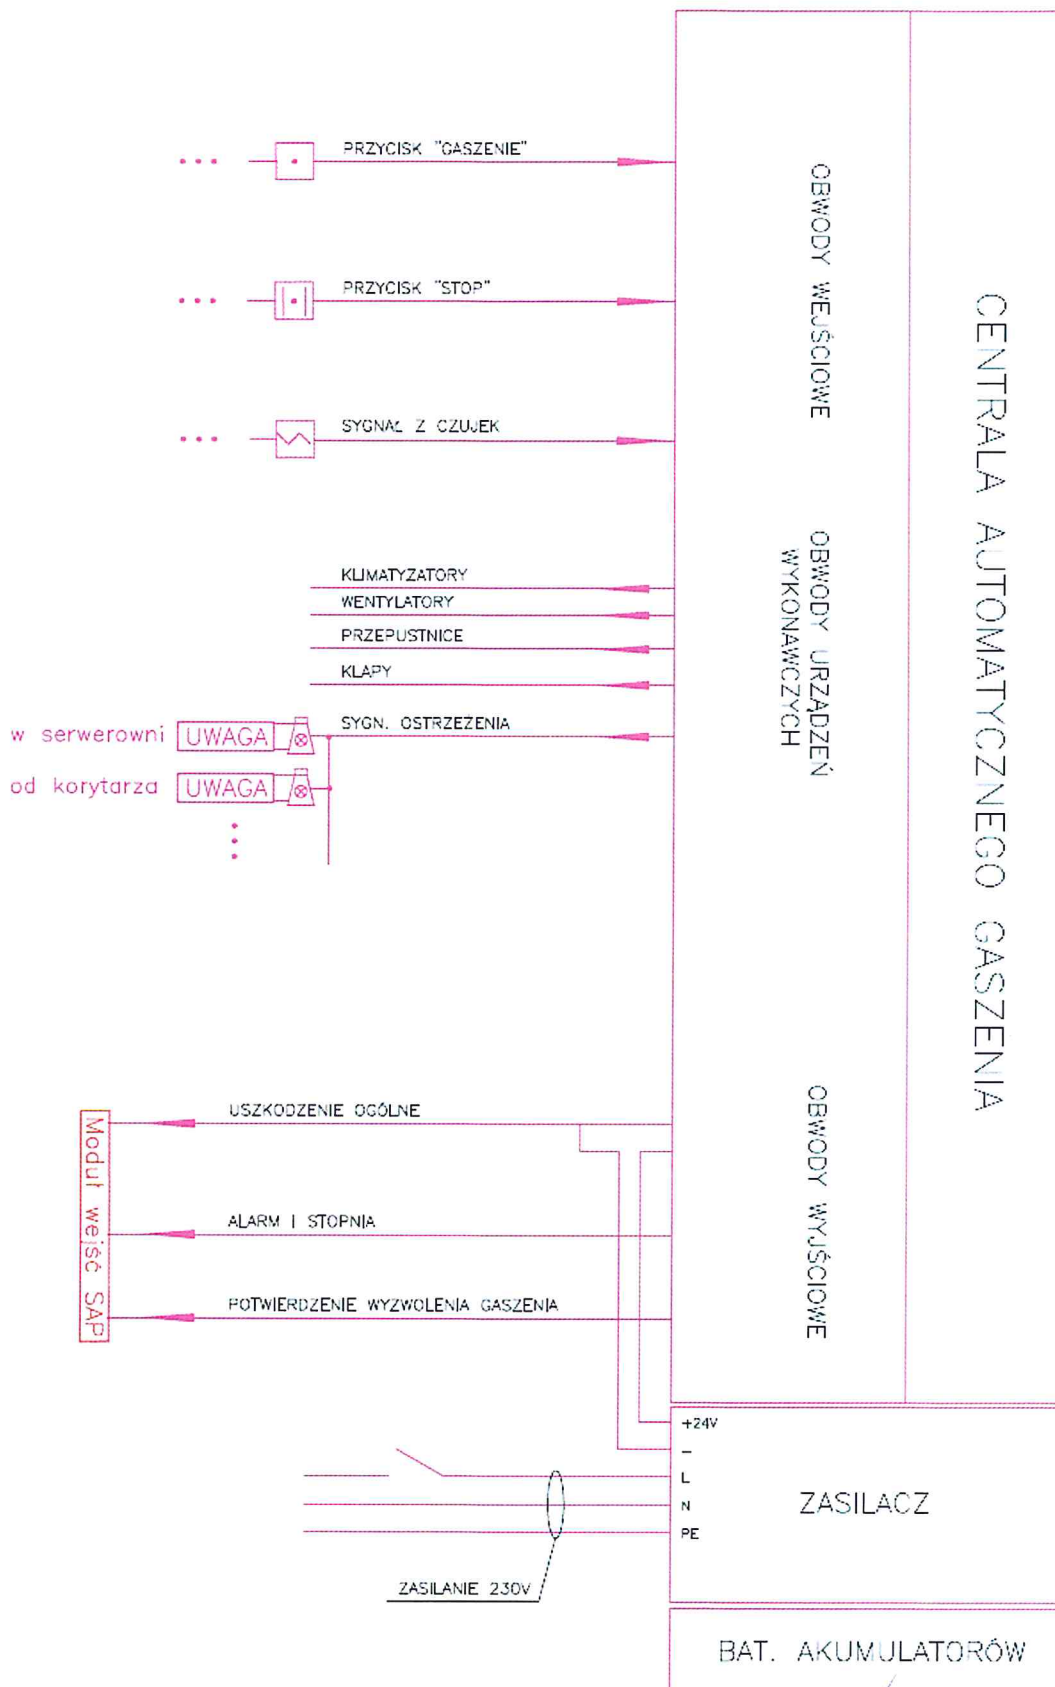 PRZYCISK "GASZENIE"
PRZYCISK "STOP"
SYGNAŁ Z CZUJEK
OBWODY WEJŚCIOWE
CENTRALA AUTOMATYCZNEGO GASZENIA
KLIMATYZATORY
WENTYLATORY
PRZEPUSTNICE
KLAPY
SYGN. OSTRZEŻENIA
OBWODY URZĄDZEŃ
WYKONAWCZYCH
w serwerowni UWAGA
od korytarza UWAGA
USZKODZENIE OGÓLNE
ALARM I STOPNIA
POTWIERDZENIE WYZWOLENIA GASZENIA
Moduł wejść SAP
OBWODY WYJŚCIOWE
+24V
–
L
N
PE
ZASILACZ
ZASILANIE 230V
BAT. AKUMULATORÓW